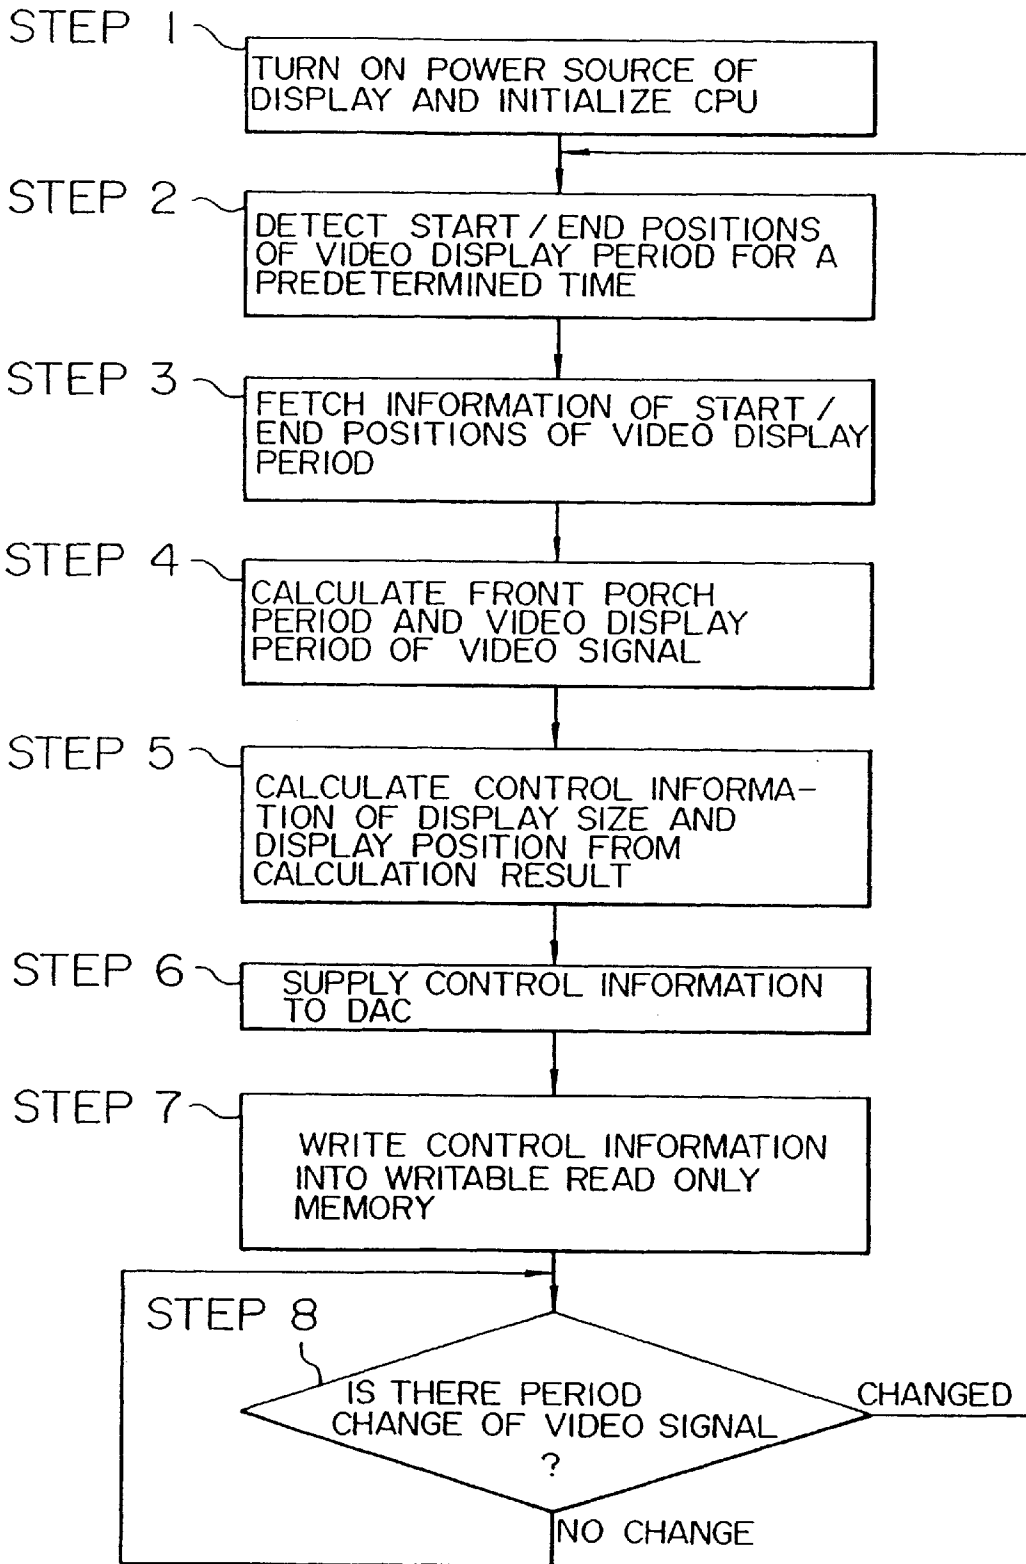 STEP 1
TURN ON POWER SOURCE OF
DISPLAY AND INITIALIZE CPU
STEP 2
DETECT START / END POSITIONS
OF VIDEO DISPLAY PERIOD FOR A
PREDETERMINED TIME
STEP 3
FETCH INFORMATION OF START /
END POSITIONS OF VIDEO DISPLAY
PERIOD
STEP 4
CALCULATE FRONT PORCH
PERIOD AND VIDEO DISPLAY
PERIOD OF VIDEO SIGNAL
STEP 5
CALCULATE CONTROL INFORMA-
TION OF DISPLAY SIZE AND
DISPLAY POSITION FROM
CALCULATION RESULT
STEP 6
SUPPLY CONTROL INFORMATION
TO DAC
STEP 7
WRITE CONTROL INFORMATION
INTO WRITABLE READ ONLY
MEMORY
STEP 8
IS THERE PERIOD
CHANGE OF VIDEO SIGNAL
?
CHANGED
NO CHANGE